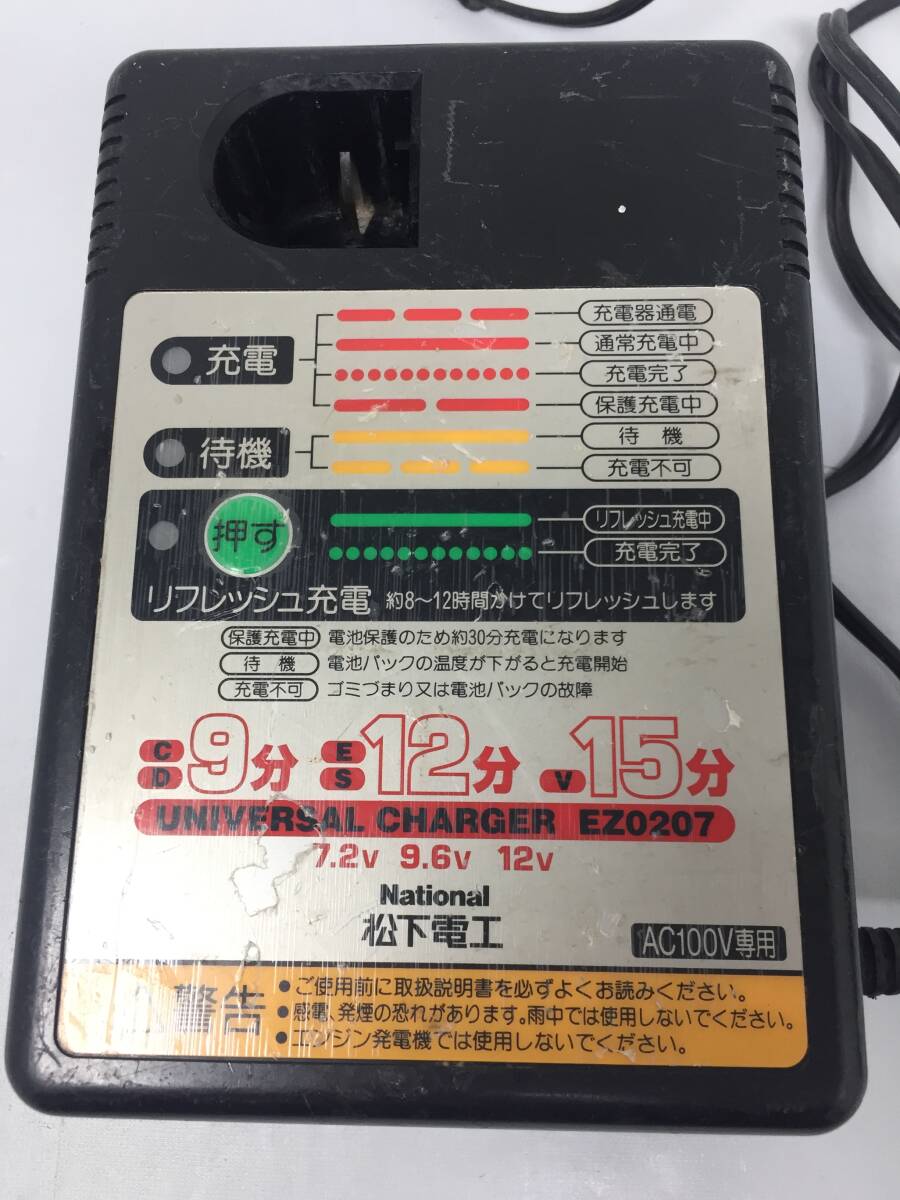 充電
充電器通電
通常充電中
充電完了
保護充電中
待機
待 機
充電不可
押す
リフレッシュ充電中
充電完了
リフレッシュ充電 約8～12時間かけてリフレッシュします
保護充電中 電池保護のため約30分充電になります
待 機 電池パックの温度が下がると充電開始
充電不可 ゴミづまり又は電池パックの故障
C D 9分 E S 12分 V 15分
UNIVERSAL CHARGER EZ0207
7.2v 9.6v 12v
National
松下電工
AC100V専用
警告
•ご使用前に取扱説明書を必ずよくお読みください。
•感電、発煙の恐れがあります。雨中では使用しないでください。
•エンジン発電機では使用しないでください。